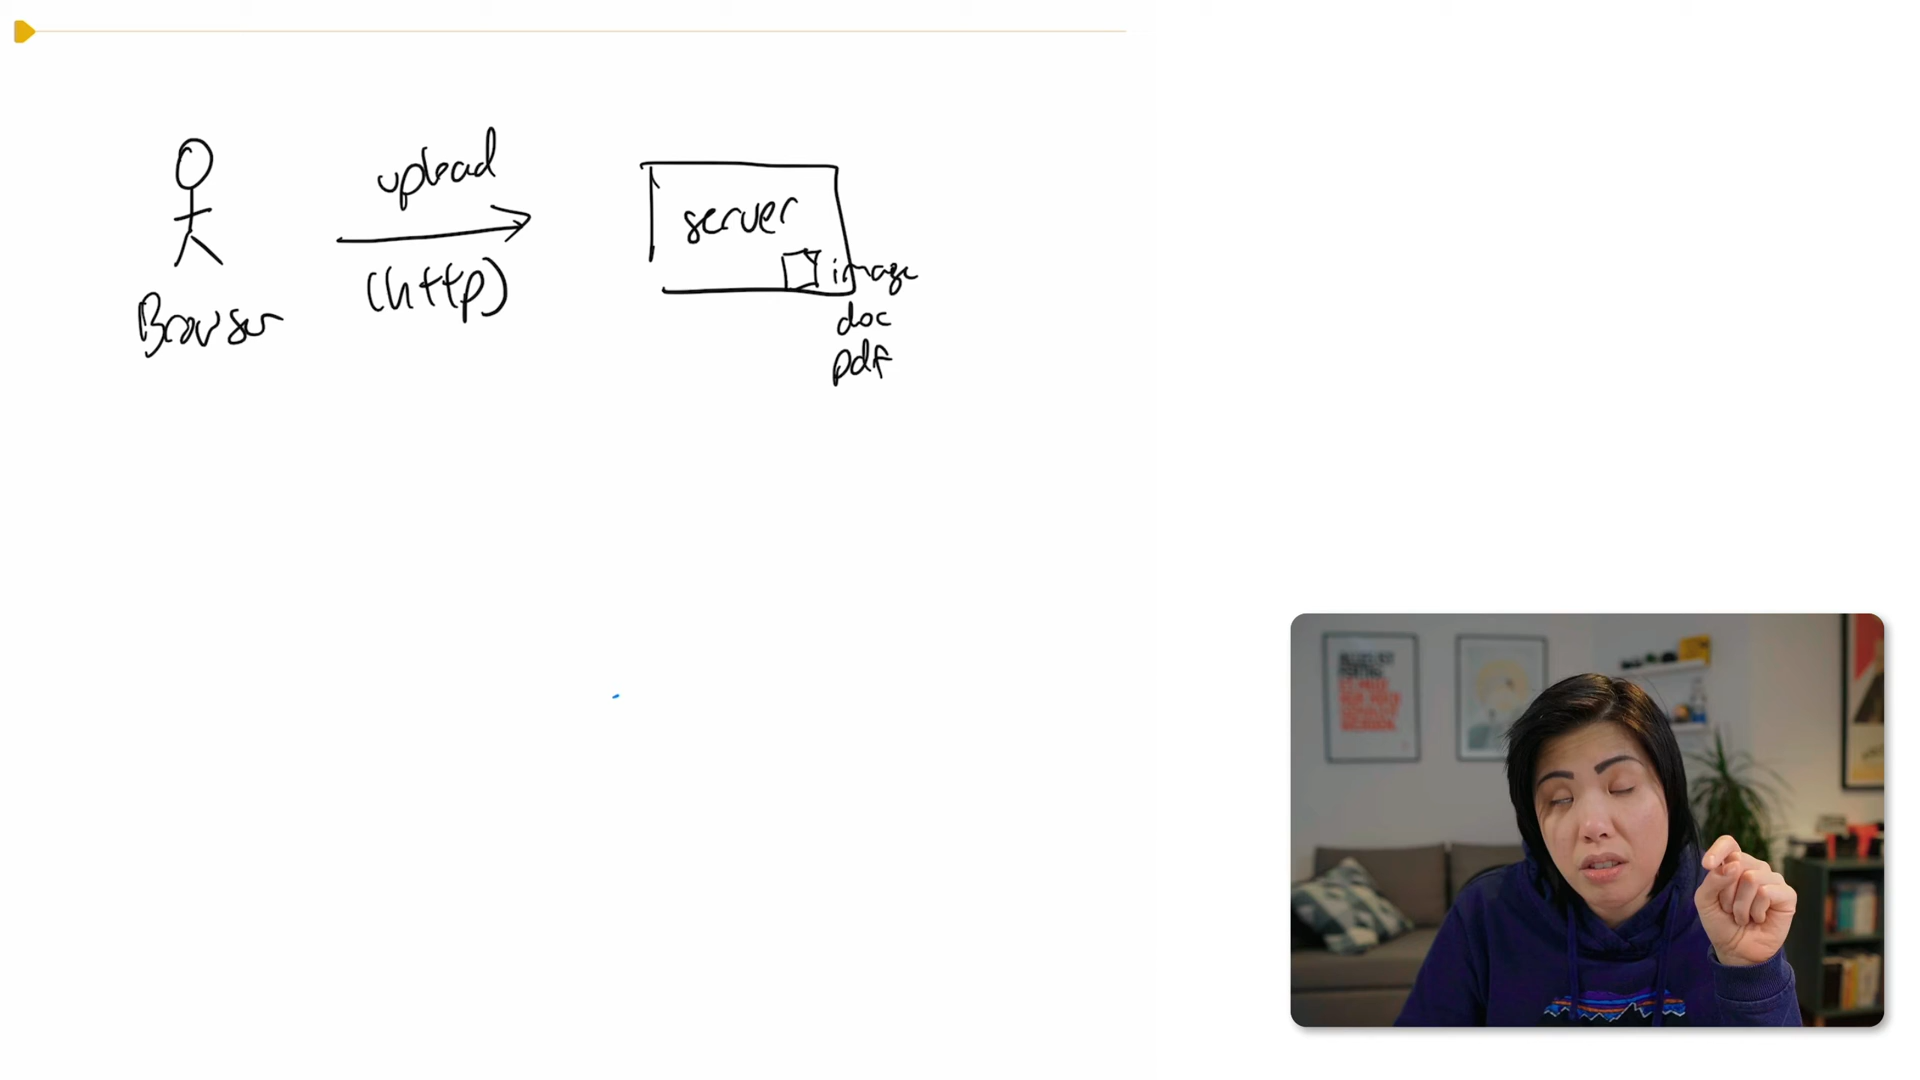 upload
(http)
Browser
server
image
doc
pdf